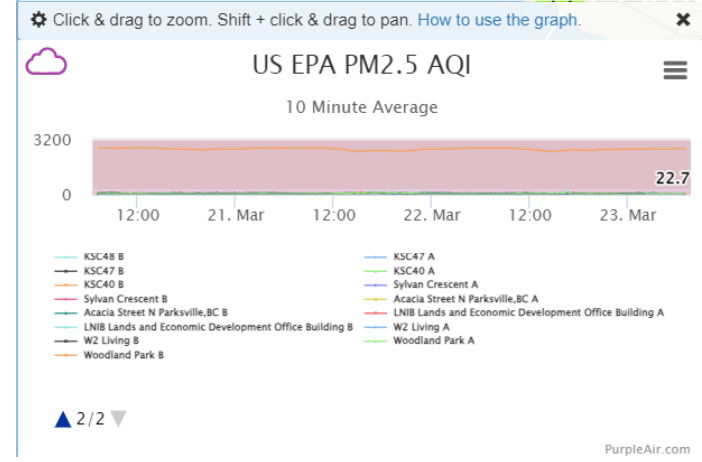 Click & drag to zoom. Shift + click & drag to pan. How to use the graph.
US EPA PM2.5 AQI
10 Minute Average
3200
22.7
0
12:00 21. Mar 12:00 22. Mar 12:00 23. Mar
KSC48 B KSC47 A
KSC47 B KSC40 A
KSC40 B Sylvan Crescent A
Sylvan Crescent B Acacia Street N Parksville,BC A
Acacia Street N Parksville,BC B LNIB Lands and Economic Development Office Building A
LNIB Lands and Economic Development Office Building B W2 Living A
W2 Living B Woodland Park A
Woodland Park B
2/2
PurpleAir.com